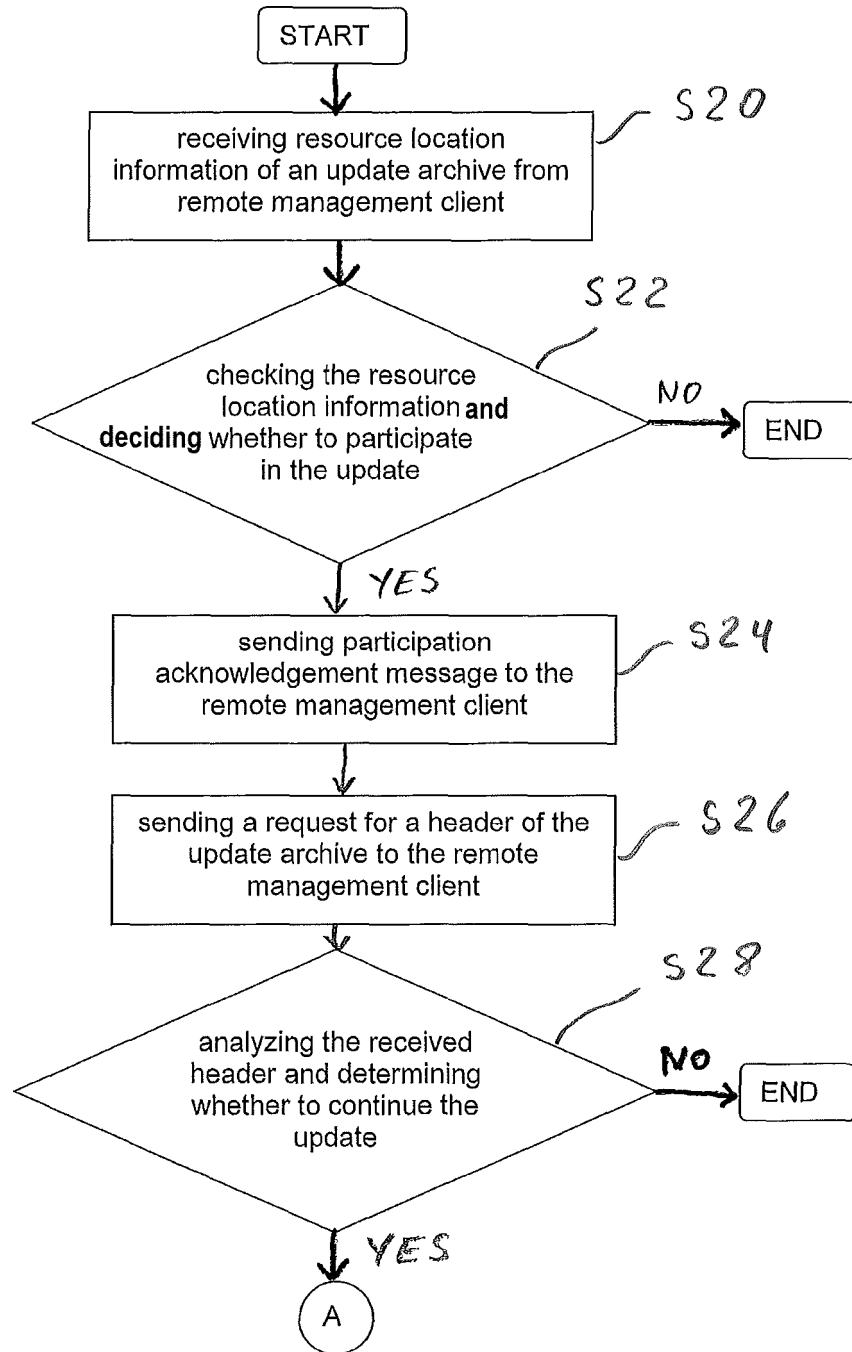 START
S20
receiving resource location
information of an update archive from
remote management client
S22
checking the resource
location information and
deciding whether to participate
in the update
NO
END
YES
sending participation
acknowledgement message to the
remote management client
S24
sending a request for a header of the
update archive to the remote
management client
S26
S28
analyzing the received
header and determining
whether to continue the
update
NO
END
YES
A